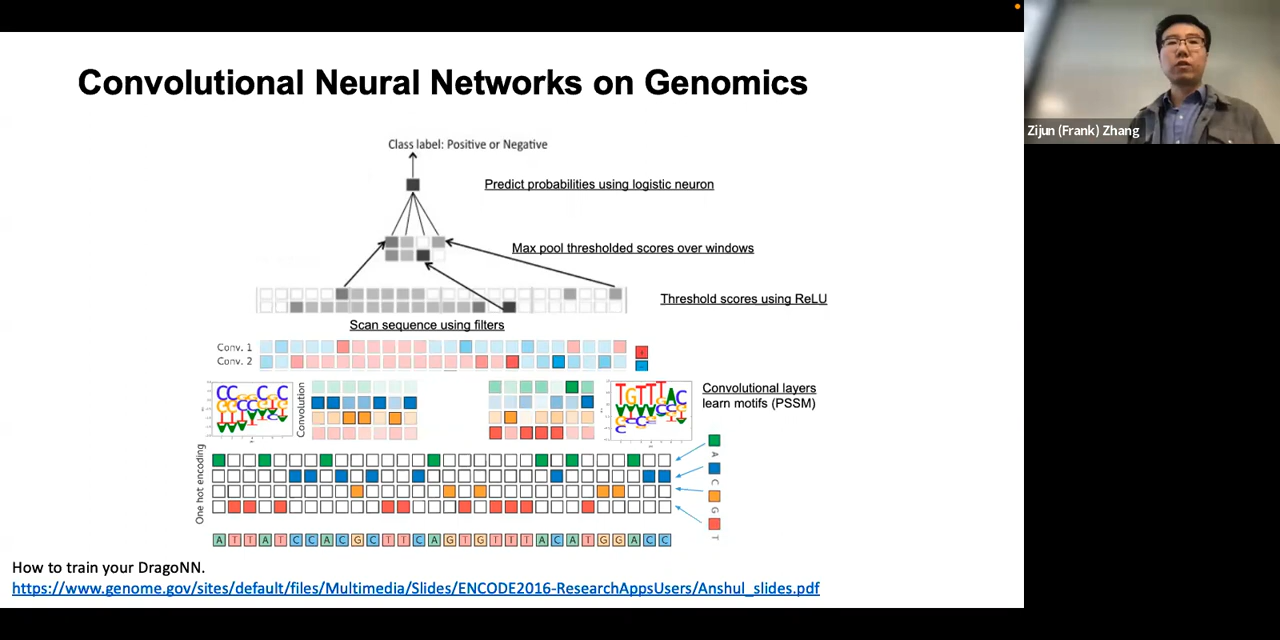 Convolutional Neural Networks on Genomics
Zijun (Frank) Zhang
Class label: Positive or Negative
Predict probabilities using logistic neuron
Max pool thresholded scores over windows
Threshold scores using ReLU
Scan sequence using filters
Conv. 1
Conv. 2
Convolution
Convolutional layers
learn motifs (PSSM)
One hot encoding
A
C
G
T
A T T A T C C A C G C T T C A G T G T T T A C A T G G A C C
How to train your DragoNN.
https://www.genome.gov/sites/default/files/Multimedia/Slides/ENCODE2016-ResearchAppsUsers/Anshul_slides.pdf